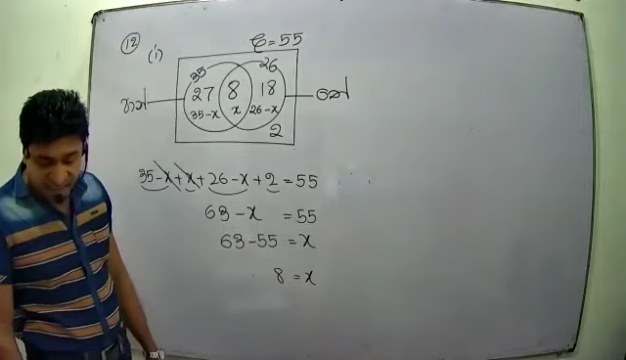 12
(i)
ℰ = 55
35 26
27 8 18
35-x x 26-x
2
35-x+x+26-x+2 = 55
63-x = 55
63-55 = x
8 = x